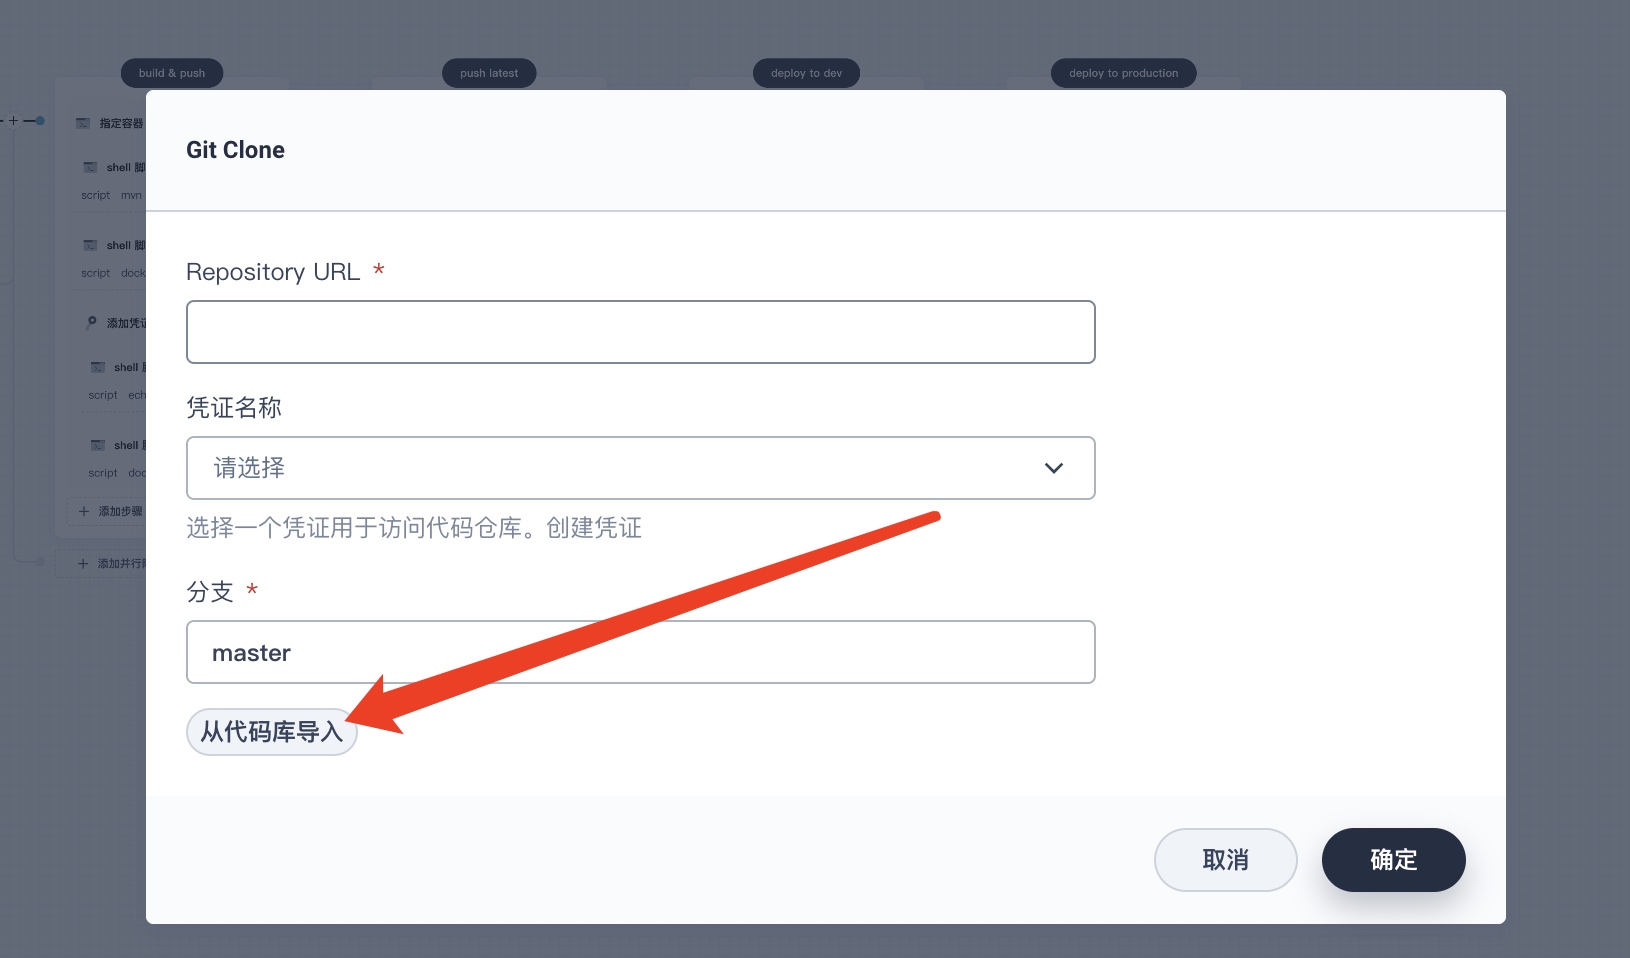 build & push
push latest
deploy to dev
deploy to production
指定容器
shell
script mvn
shell
script dock
添加凭证
shell
script ech
shell
script doc
添加步骤
添加并行
Git Clone
Repository URL *
凭证名称
请选择
选择一个凭证用于访问代码仓库。创建凭证
分支 *
master
从代码库导入
取消
确定